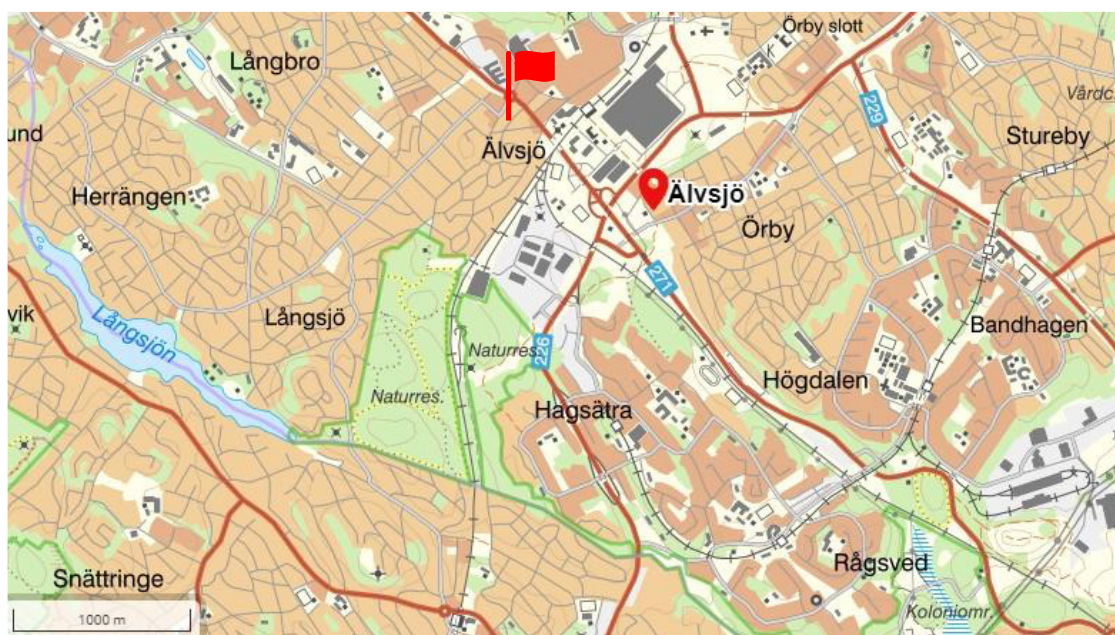 Örby slott
Långbro
Vårdc.
und
Älvsjö
229
Stureby
Herrängen
Älvsjö
Örby
271
vik
Långsjön
Långsjö
Naturres.
226
Bandhagen
Naturres.
Högdalen
Hagsätra
Snättringe
Rågsved
Koloniomr.
1000 m